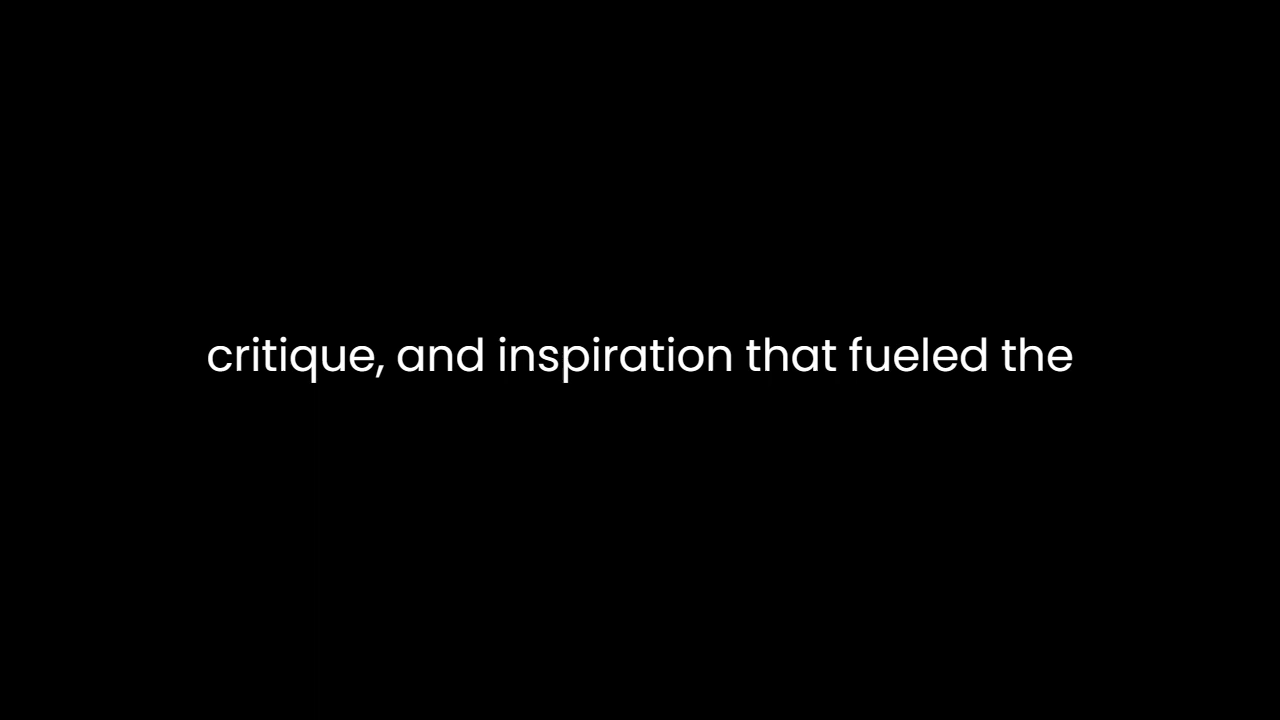 critique, and inspiration that fueled the